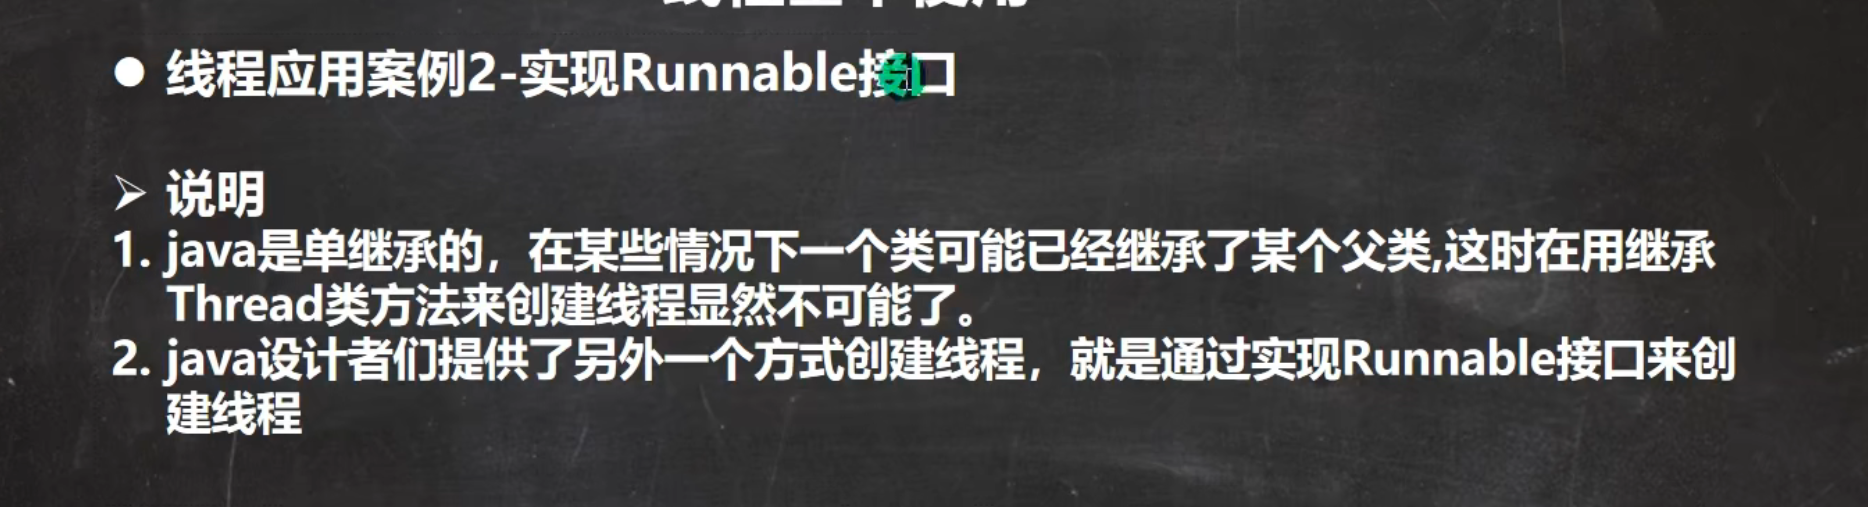 线程应用案例2-实现Runnable接口
说明
1. java是单继承的，在某些情况下一个类可能已经继承了某个父类,这时在用继承
Thread类方法来创建线程显然不可能了。
2. java设计者们提供了另外一个方式创建线程，就是通过实现Runnable接口来创
建线程